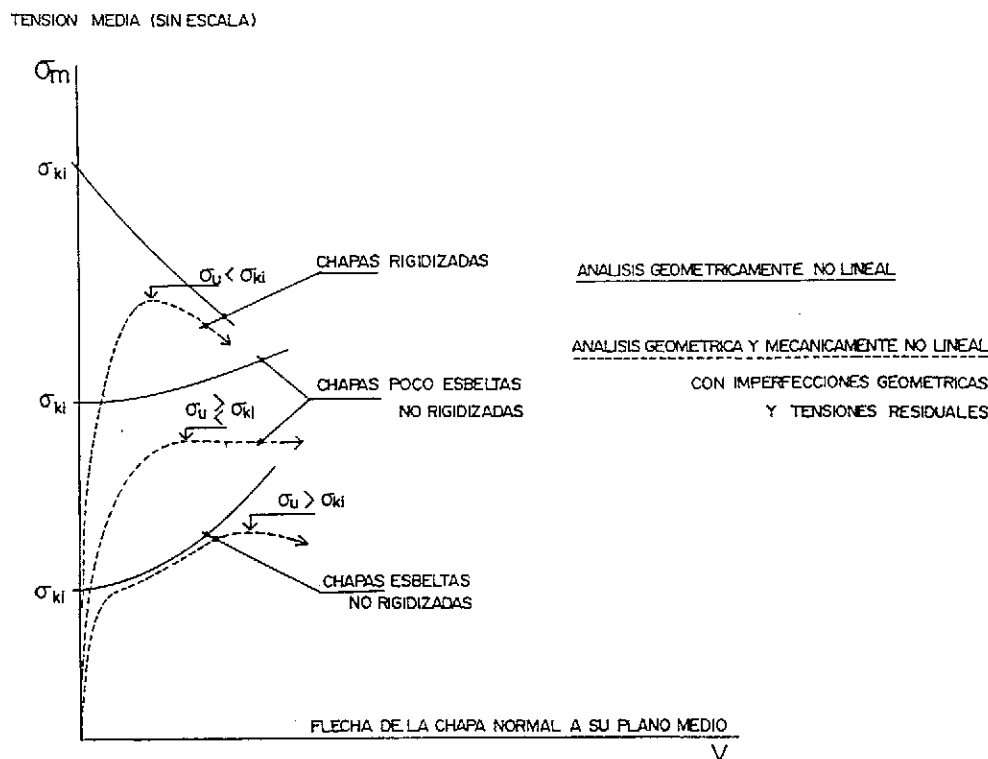 TENSION MEDIA (SIN ESCALA)
σm
σki
σu < σki
CHAPAS RIGIDIZADAS
ANALISIS GEOMETRICAMENTE NO LINEAL
ANALISIS GEOMETRICA Y MECANICAMENTE NO LINEAL
CON IMPERFECCIONES GEOMETRICAS
Y TENSIONES RESIDUALES
σki
σu ≷ σki
CHAPAS POCO ESBELTAS
NO RIGIDIZADAS
σu > σki
σki
CHAPAS ESBELTAS
NO RIGIDIZADAS
FLECHA DE LA CHAPA NORMAL A SU PLANO MEDIO
V